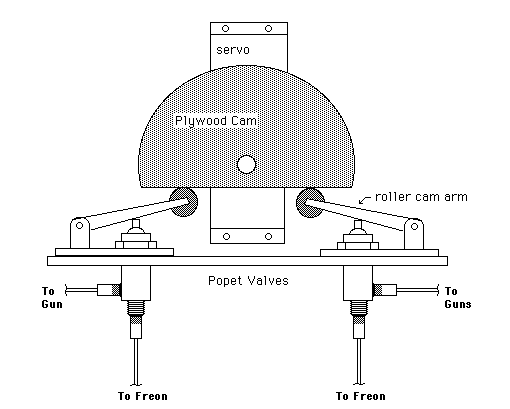 servo
Plywood Cam
roller cam arm
Popet Valves
To
Gun
To
Guns
To Freon
To Freon